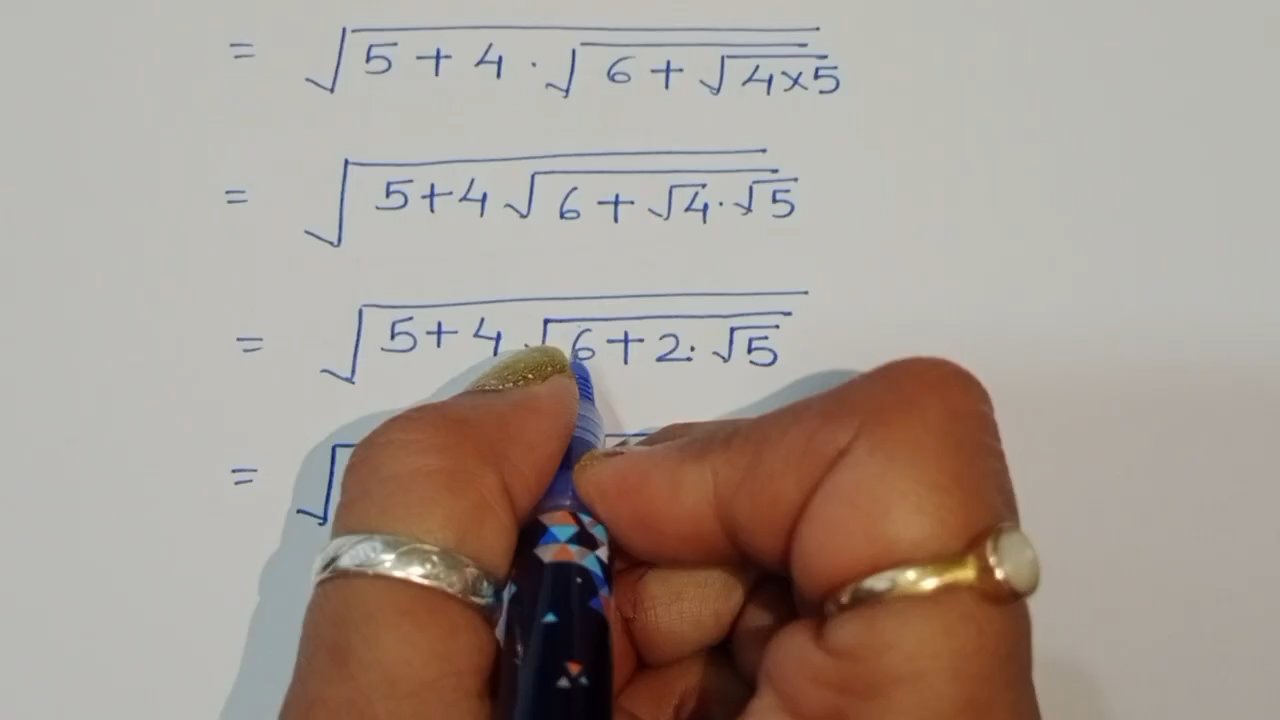 = √5 + 4 · √6 + √4×5
= √5+4 √6 + √4 · √5
= √5+4 √6+2 · √5
= √